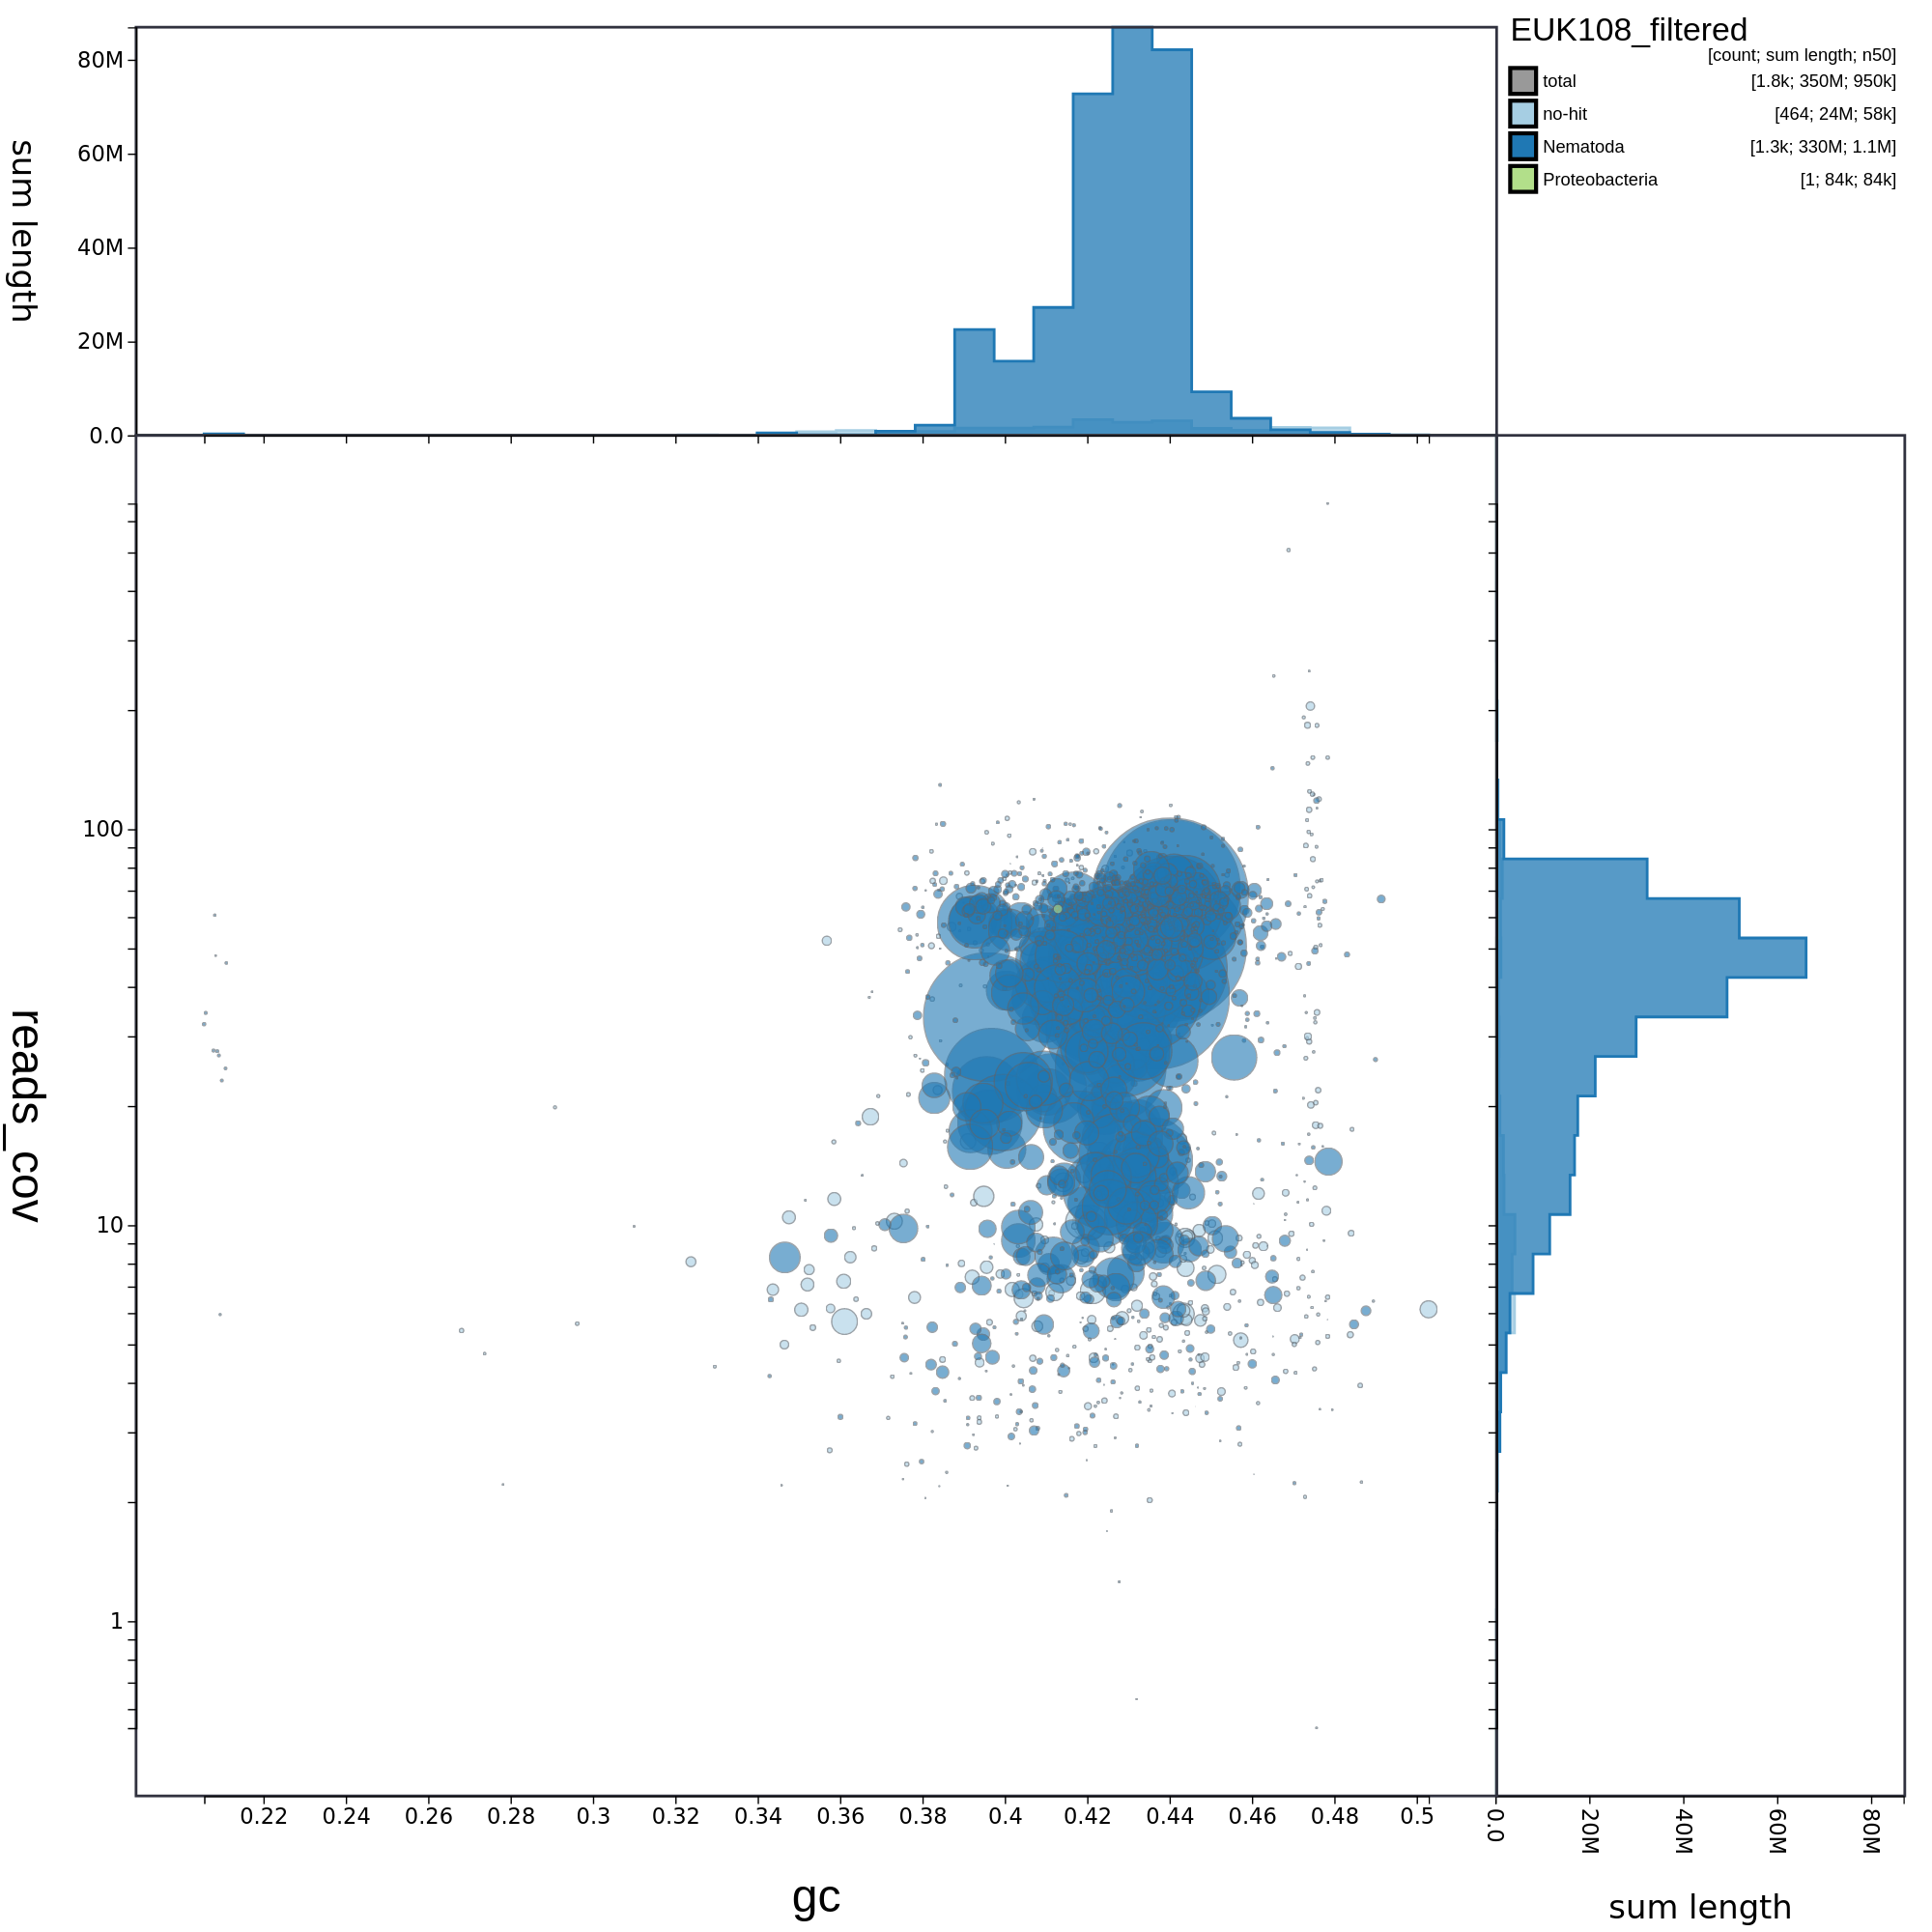 EUK108_filtered
[count; sum length; n50]
total [1.8k; 350M; 950k]
no-hit [464; 24M; 58k]
Nematoda [1.3k; 330M; 1.1M]
Proteobacteria [1; 84k; 84k]
sum length
80M
60M
40M
20M
0.0
reads_cov
100
10
1
0.22 0.24 0.26 0.28 0.3 0.32 0.34 0.36 0.38 0.4 0.42 0.44 0.46 0.48 0.5
gc
0.0 20M 40M 60M 80M
sum length